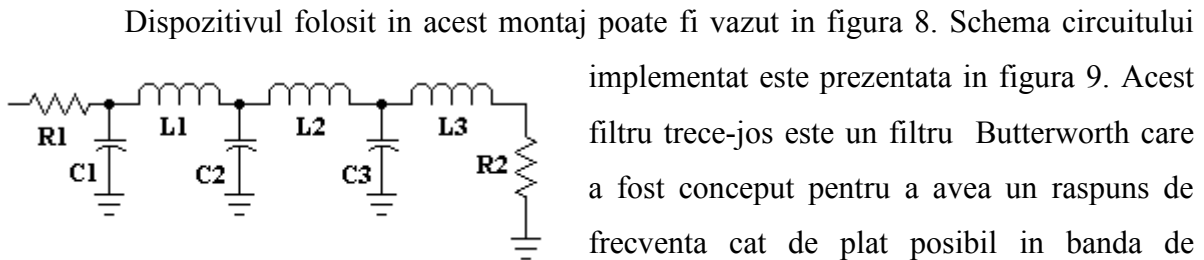 Dispozitivul folosit in acest montaj poate fi vazut in figura 8. Schema circuitului
implementat este prezentata in figura 9. Acest
filtru trece-jos este un filtru Butterworth care
a fost conceput pentru a avea un raspuns de
frecventa cat de plat posibil in banda de
R1
L1
L2
L3
C1
C2
C3
R2